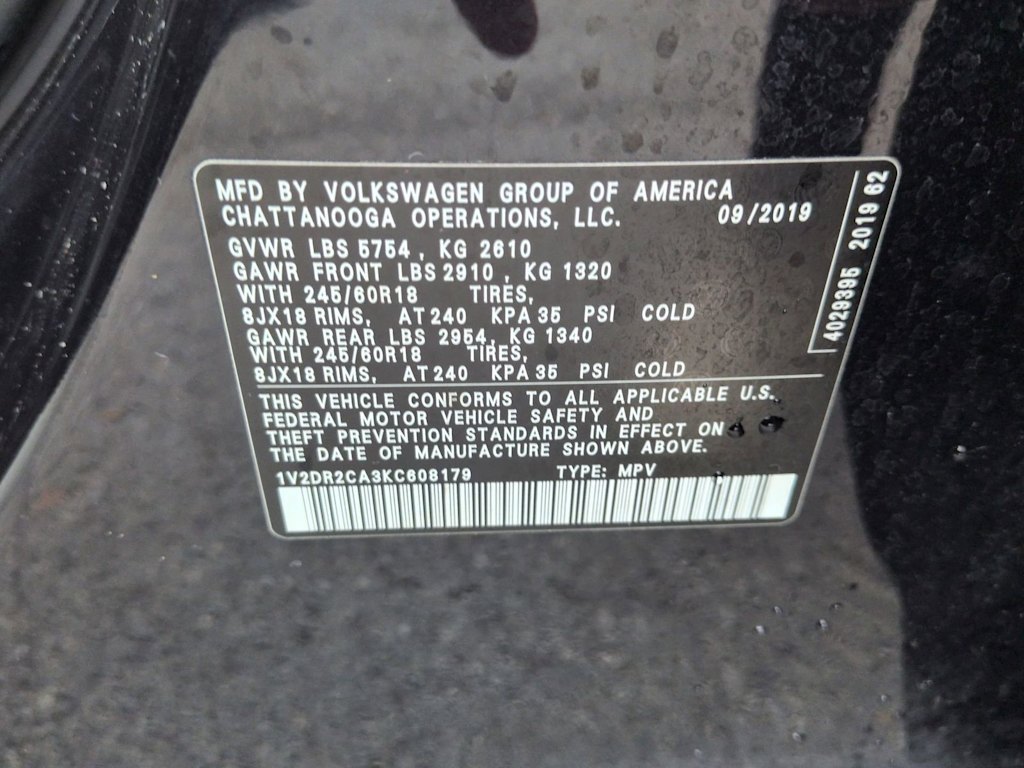 MFD BY VOLKSWAGEN GROUP OF AMERICA
CHATTANOOGA OPERATIONS, LLC. 09/2019
GVWR LBS 5754, KG 2610
GAWR FRONT LBS 2910, KG 1320
WITH 245/60R18 TIRES,
8JX18 RIMS, AT 240 KPA 35 PSI COLD
GAWR REAR LBS 2954, KG 1340
WITH 245/60R18 TIRES,
8JX18 RIMS, AT 240 KPA 35 PSI COLD
THIS VEHICLE CONFORMS TO ALL APPLICABLE U.S.
FEDERAL MOTOR VEHICLE SAFETY AND
THEFT PREVENTION STANDARDS IN EFFECT ON
THE DATE OF MANUFACTURE SHOWN ABOVE.
1V2DR2CA3KC608179 TYPE: MPV
4029395 2019 62